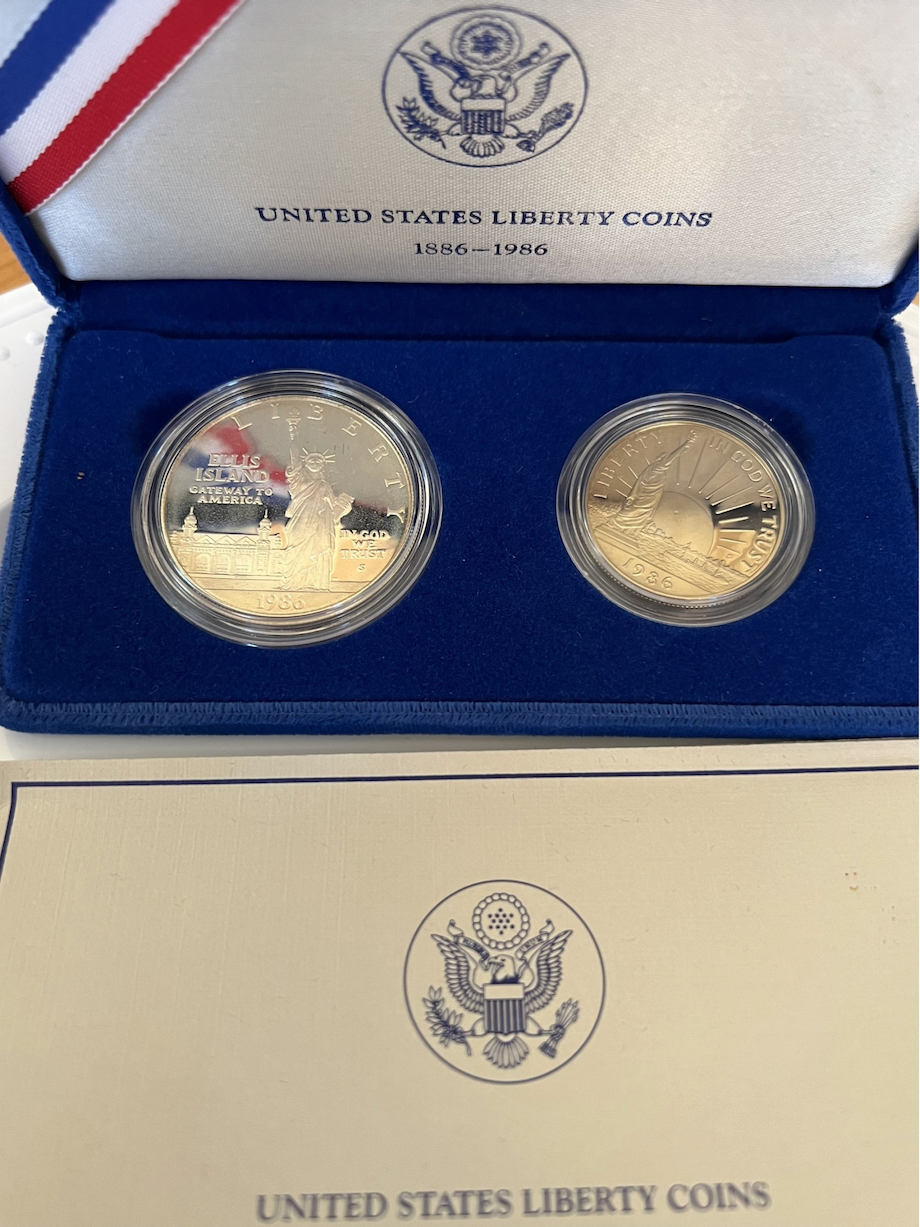 UNITED STATES LIBERTY COINS
1886–1986
LIBERTY
ELLIS
ISLAND
GATEWAY TO
AMERICA
IN GOD
WE
TRUST
S
1986
LIBERTY
IN GOD WE TRUST
1986
UNITED STATES LIBERTY COINS